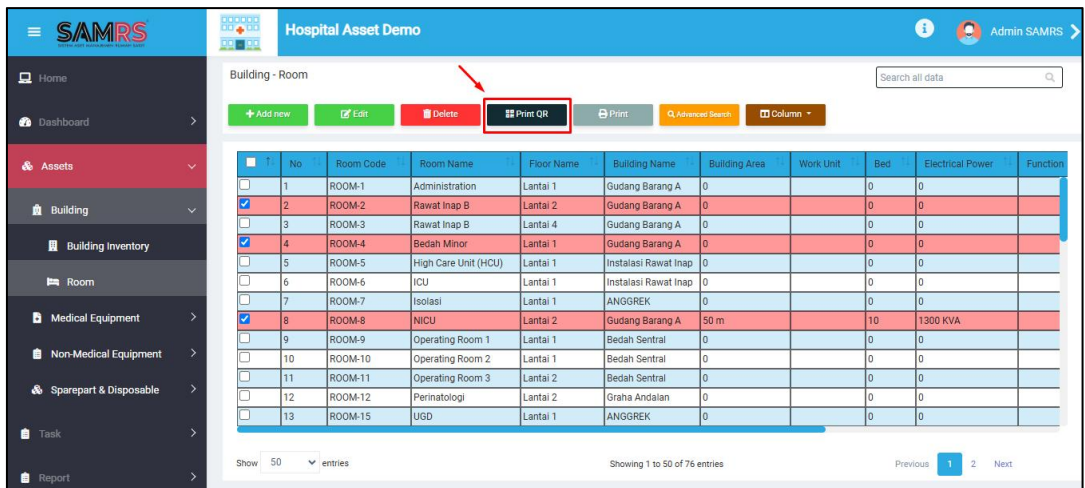 SAMRS
Hospital Asset Demo
Admin SAMRS
Home
Dashboard
Assets
Building
Building Inventory
Room
Medical Equipment
Non-Medical Equipment
Sparepart & Disposable
Task
Report
Building - Room
Search all data
Add new Edit Delete Print QR Print Advanced Search Column
No Room Code Room Name Floor Name Building Name Building Area Work Unit Bed Electrical Power Function
1 ROOM-1 Administration Lantai 1 Gudang Barang A 0 0 0
2 ROOM-2 Rawat Inap B Lantai 2 Gudang Barang A 0 0 0
3 ROOM-3 Rawat Inap B Lantai 4 Gudang Barang A 0 0 0
4 ROOM-4 Bedah Minor Lantai 1 Gudang Barang A 0 0 0
5 ROOM-5 High Care Unit (HCU) Lantai 1 Instalasi Rawat Inap 0 0 0
6 ROOM-6 ICU Lantai 1 Instalasi Rawat Inap 0 0 0
7 ROOM-7 Isolasi Lantai 1 ANGGREK 0 0 0
8 ROOM-8 NICU Lantai 2 Gudang Barang A 50 m 10 1300 KVA
9 ROOM-9 Operating Room 1 Lantai 1 Bedah Sentral 0 0 0
10 ROOM-10 Operating Room 2 Lantai 1 Bedah Sentral 0 0 0
11 ROOM-11 Operating Room 3 Lantai 2 Bedah Sentral 0 0 0
12 ROOM-12 Perinatologi Lantai 2 Graha Andalan 0 0 0
13 ROOM-15 UGD Lantai 1 ANGGREK 0 0 0
Show 50 entries Showing 1 to 50 of 76 entries Previous 1 2 Next